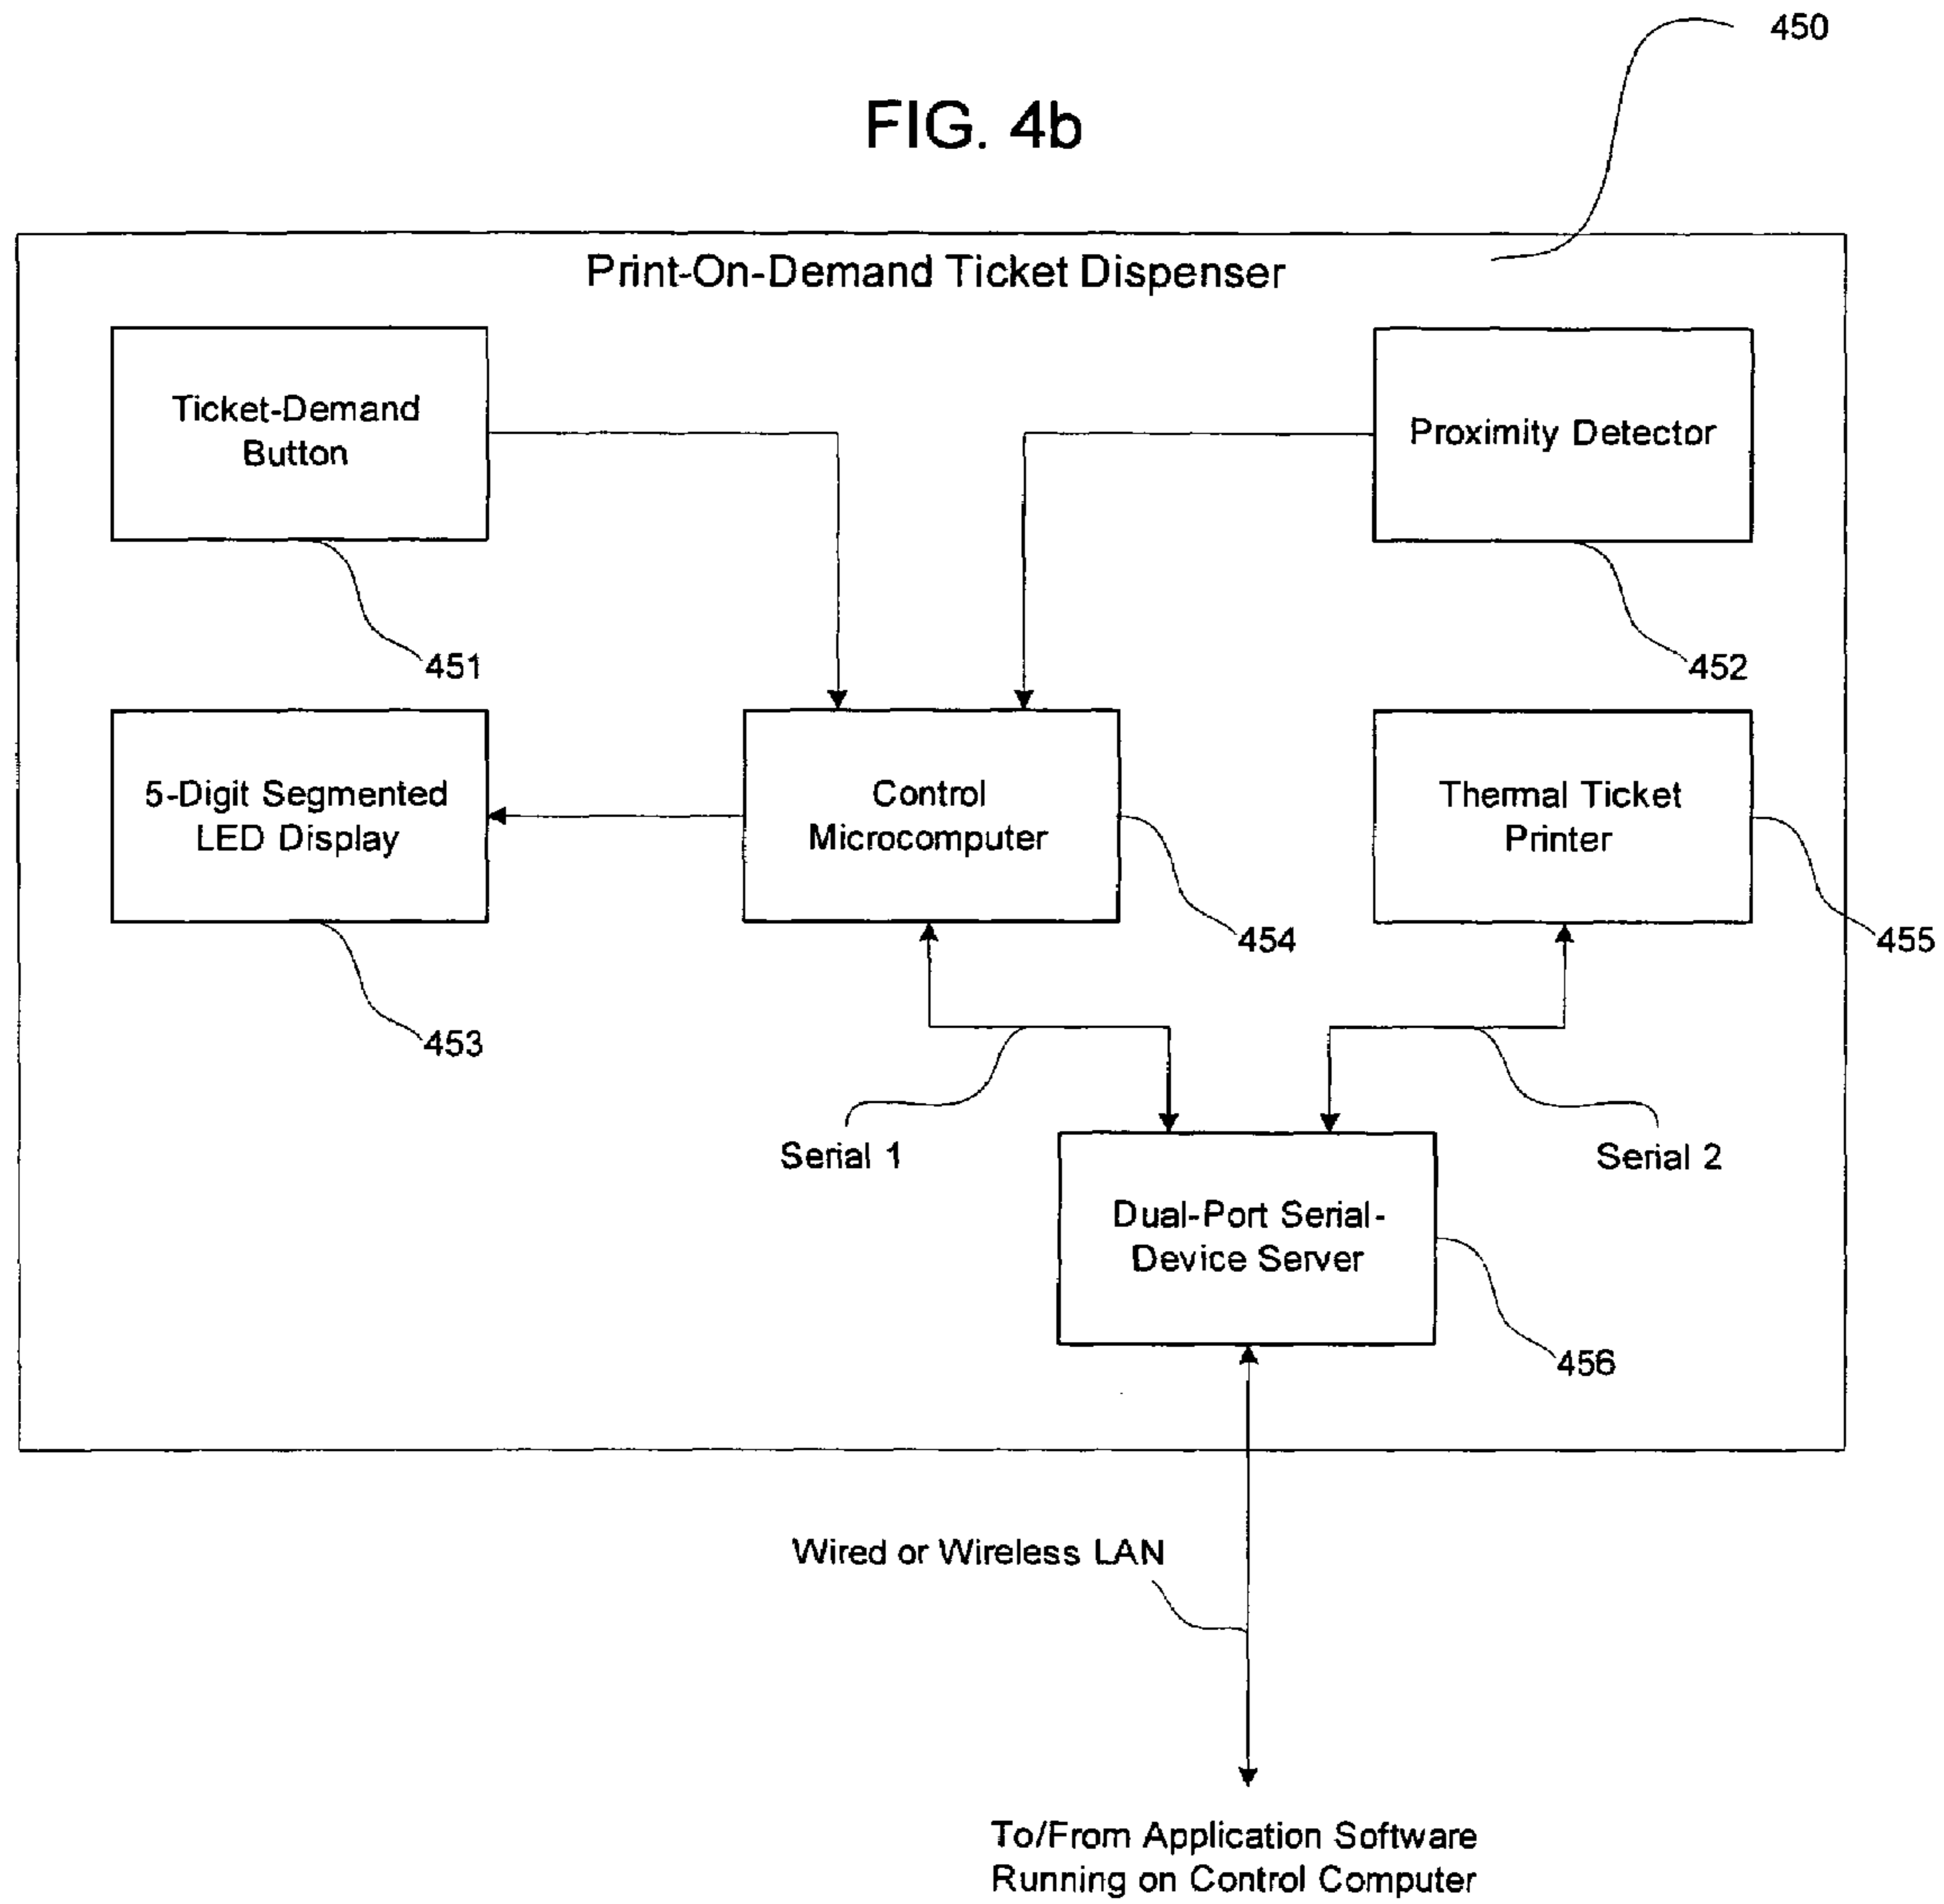 450
FIG. 4b
Print-On-Demand Ticket Dispenser
Ticket-Demand
Button
Proximity Detector
451
452
5-Digit Segmented
LED Display
Control
Microcomputer
Thermal Ticket
Printer
454
455
453
Serial 1
Serial 2
Dual-Port Serial-
Device Server
456
Wired or Wireless LAN
To/From Application Software
Running on Control Computer